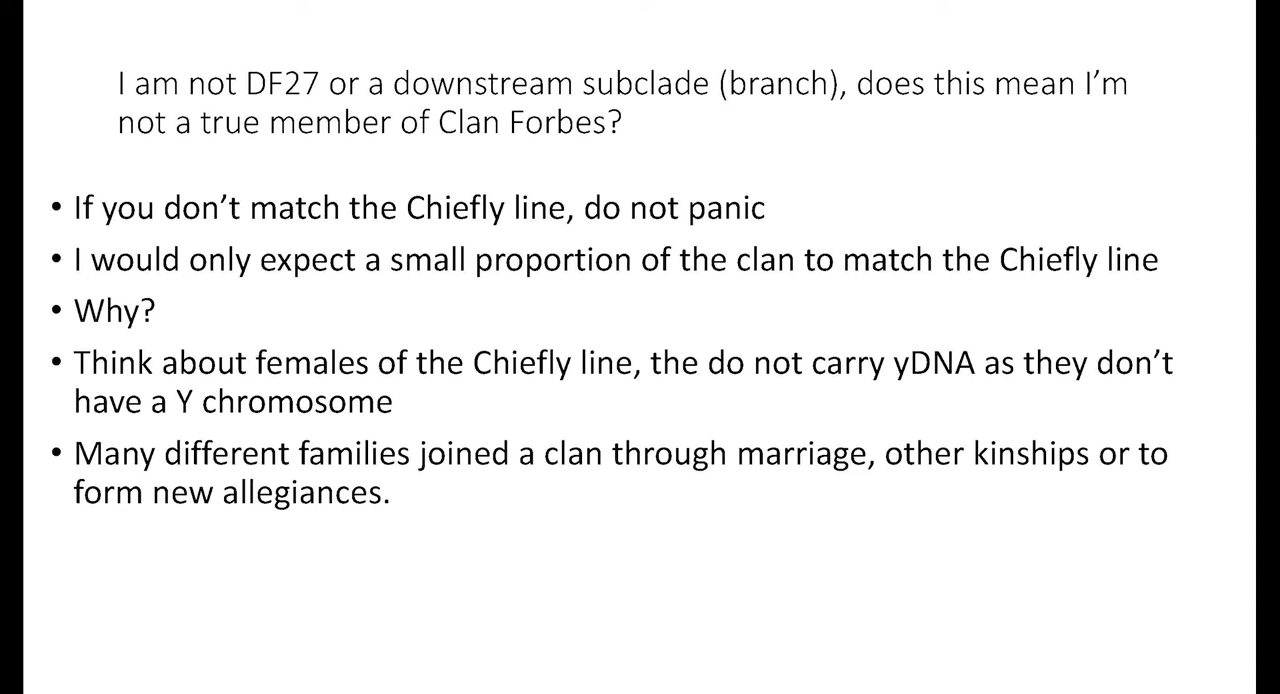 I am not DF27 or a downstream subclade (branch), does this mean I'm
not a true member of Clan Forbes?
• If you don't match the Chiefly line, do not panic
• I would only expect a small proportion of the clan to match the Chiefly line
• Why?
• Think about females of the Chiefly line, the do not carry yDNA as they don't
have a Y chromosome
• Many different families joined a clan through marriage, other kinships or to
form new allegiances.